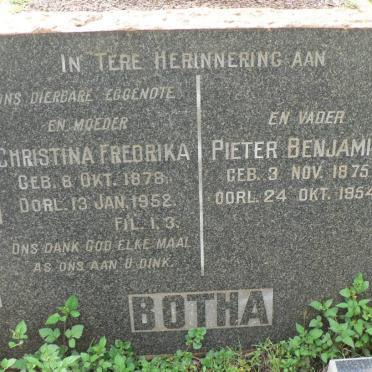 IN TERE HERINNERING AAN
ONS DIERBARE EGGENOTE
EN MOEDER
CHRISTINA FREDRIKA
GEB. 8 OKT. 1879.
OORL. 13 JAN. 1952.
FIL. 1. 3.
ONS DANK GOD ELKE MAAL
AS ONS AAN U DINK.
EN VADER
PIETER BENJAMI
GEB. 3 NOV. 1875
OORL. 24 OKT. 1954
BOTHA